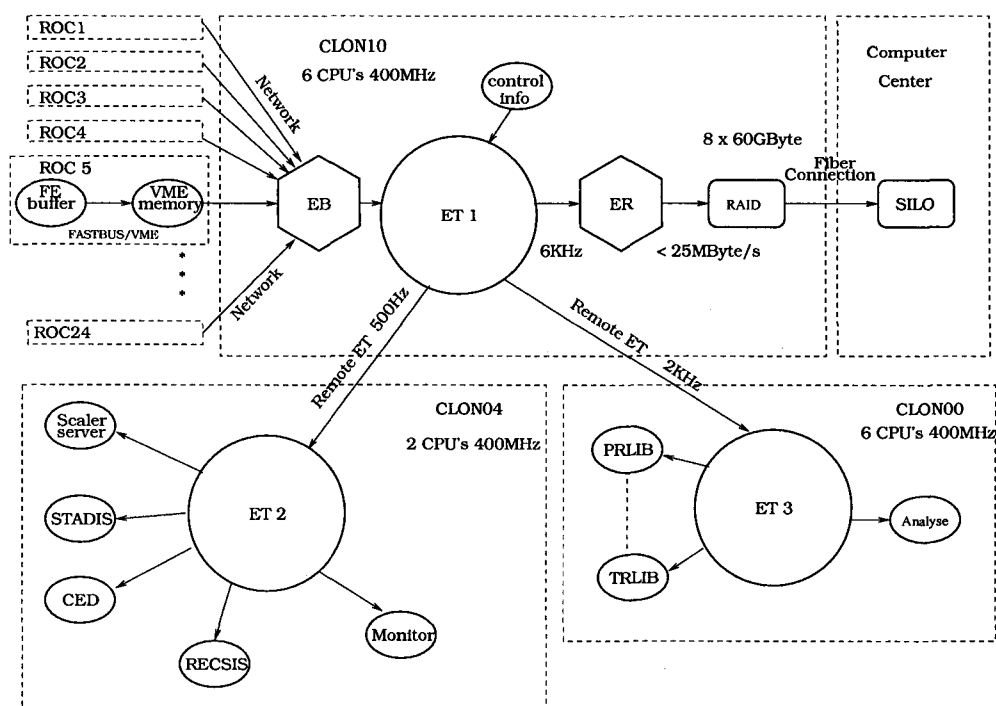 ROC1
ROC2
ROC3
ROC4
ROC 5
FE
buffer
VME
memory
FASTBUS/VME
*
*
*
ROC24
Network
Network
CLON10
6 CPU's 400MHz
control
info
EB
ET 1
6KHz
ER
< 25MByte/s
8 x 60GByte
RAID
Fiber
Connection
Computer
Center
SILO
Remote ET 500Hz
Remote ET 2KHz
CLON04
2 CPU's 400MHz
Scaler
server
STADIS
CED
RECSIS
Monitor
ET 2
CLON00
6 CPU's 400MHz
PRLIB
TRLIB
ET 3
Analyse